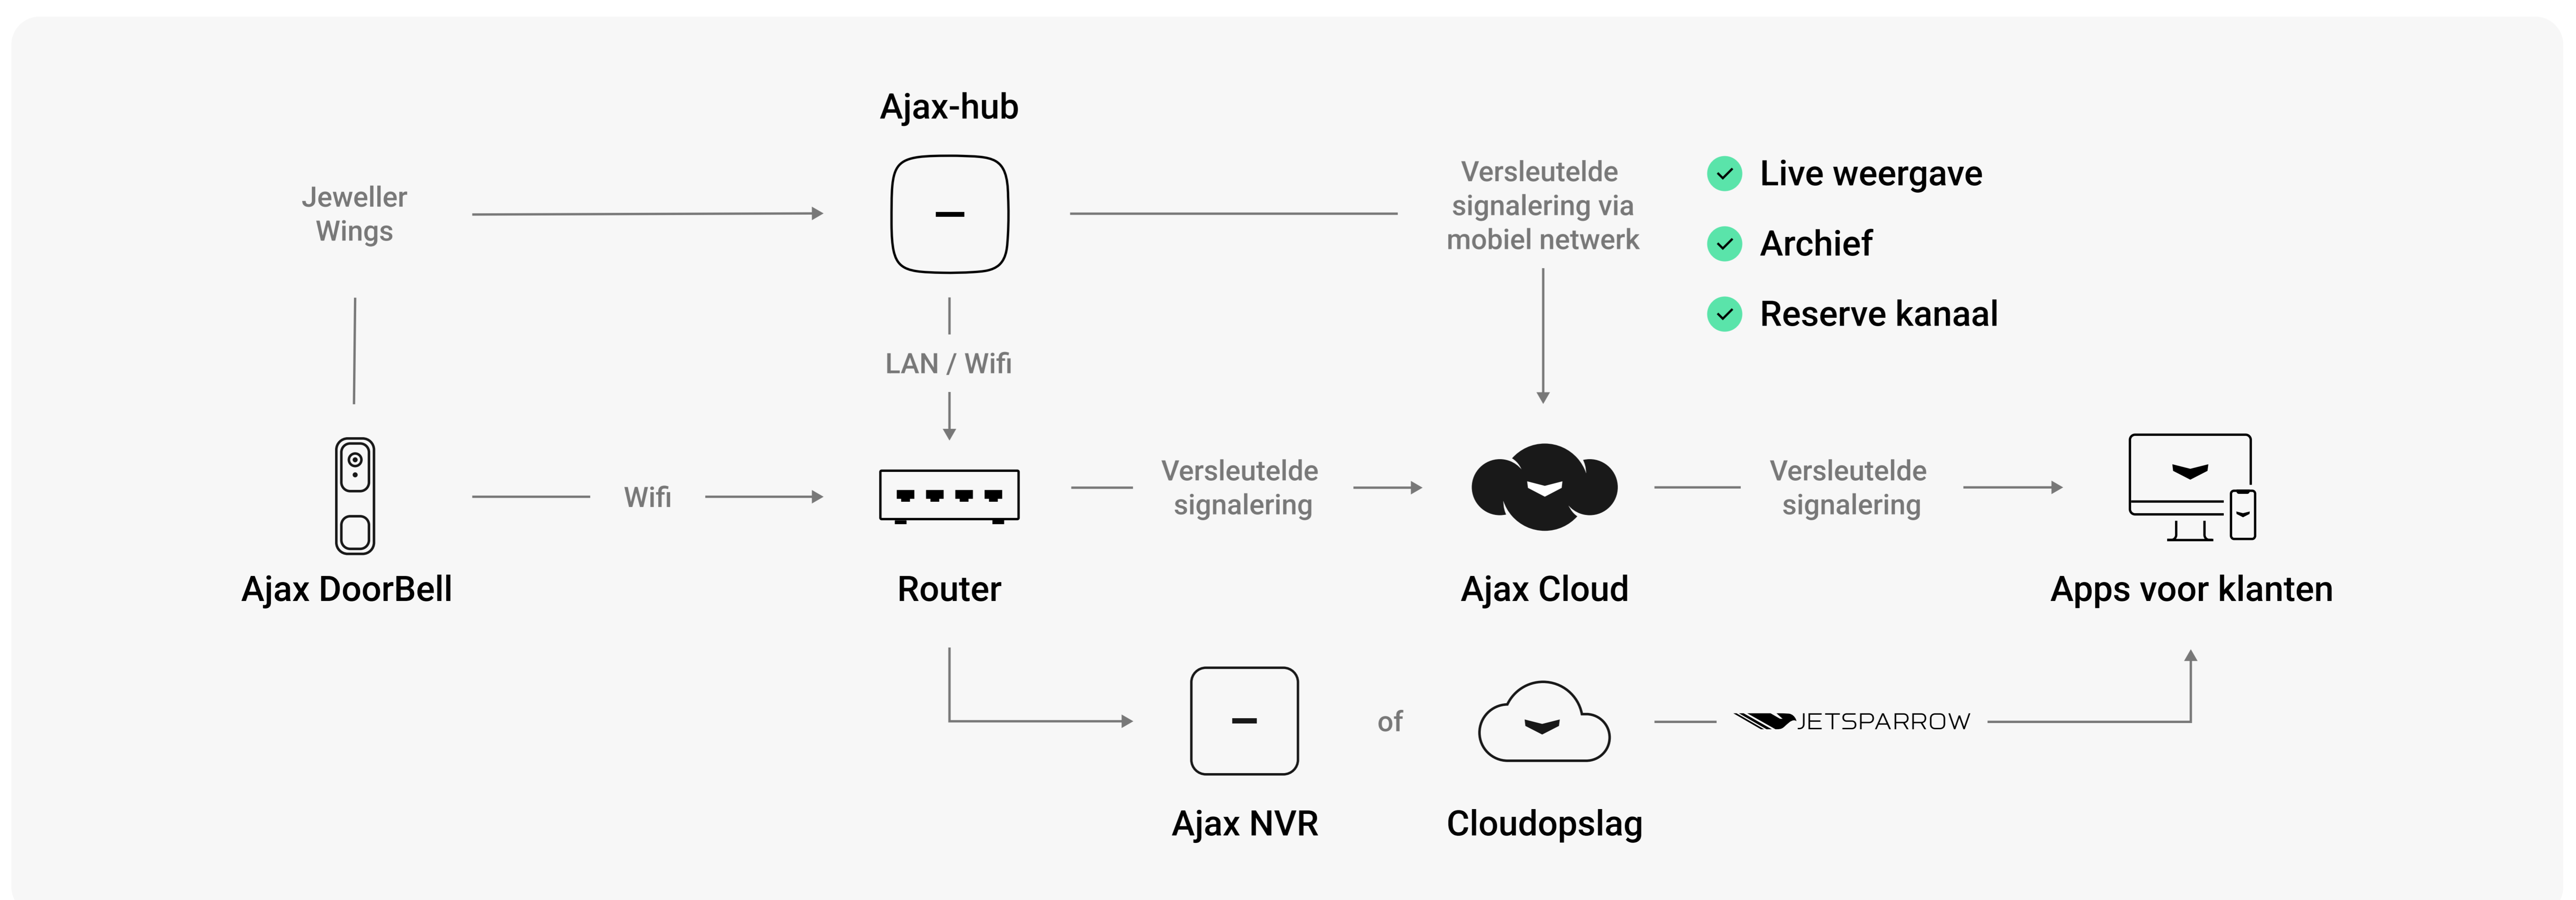 Ajax-hub
Jeweller
Wings
Versleutelde
signalering via
mobiel netwerk
Live weergave
Archief
Reserve kanaal
LAN / Wifi
Wifi
Versleutelde
signalering
Versleutelde
signalering
Ajax DoorBell
Router
Ajax Cloud
Apps voor klanten
of
JETSPARROW
Ajax NVR
Cloudopslag